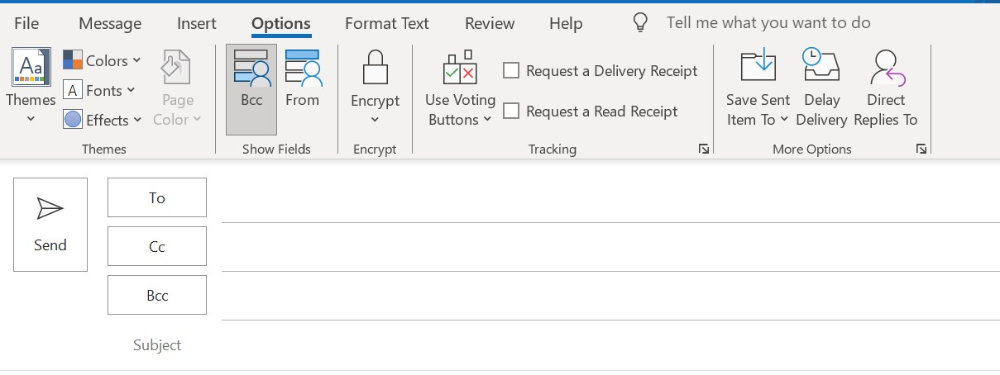 File Message Insert Options Format Text Review Help Tell me what you want to do
Aa
Themes
Colors
A Fonts
Effects
Page
Color
Themes
Bcc
From
Show Fields
Encrypt
Encrypt
Use Voting
Buttons
Request a Delivery Receipt
Request a Read Receipt
Tracking
Save Sent
Item To
Delay
Delivery
Direct
Replies To
More Options
Send
To
Cc
Bcc
Subject